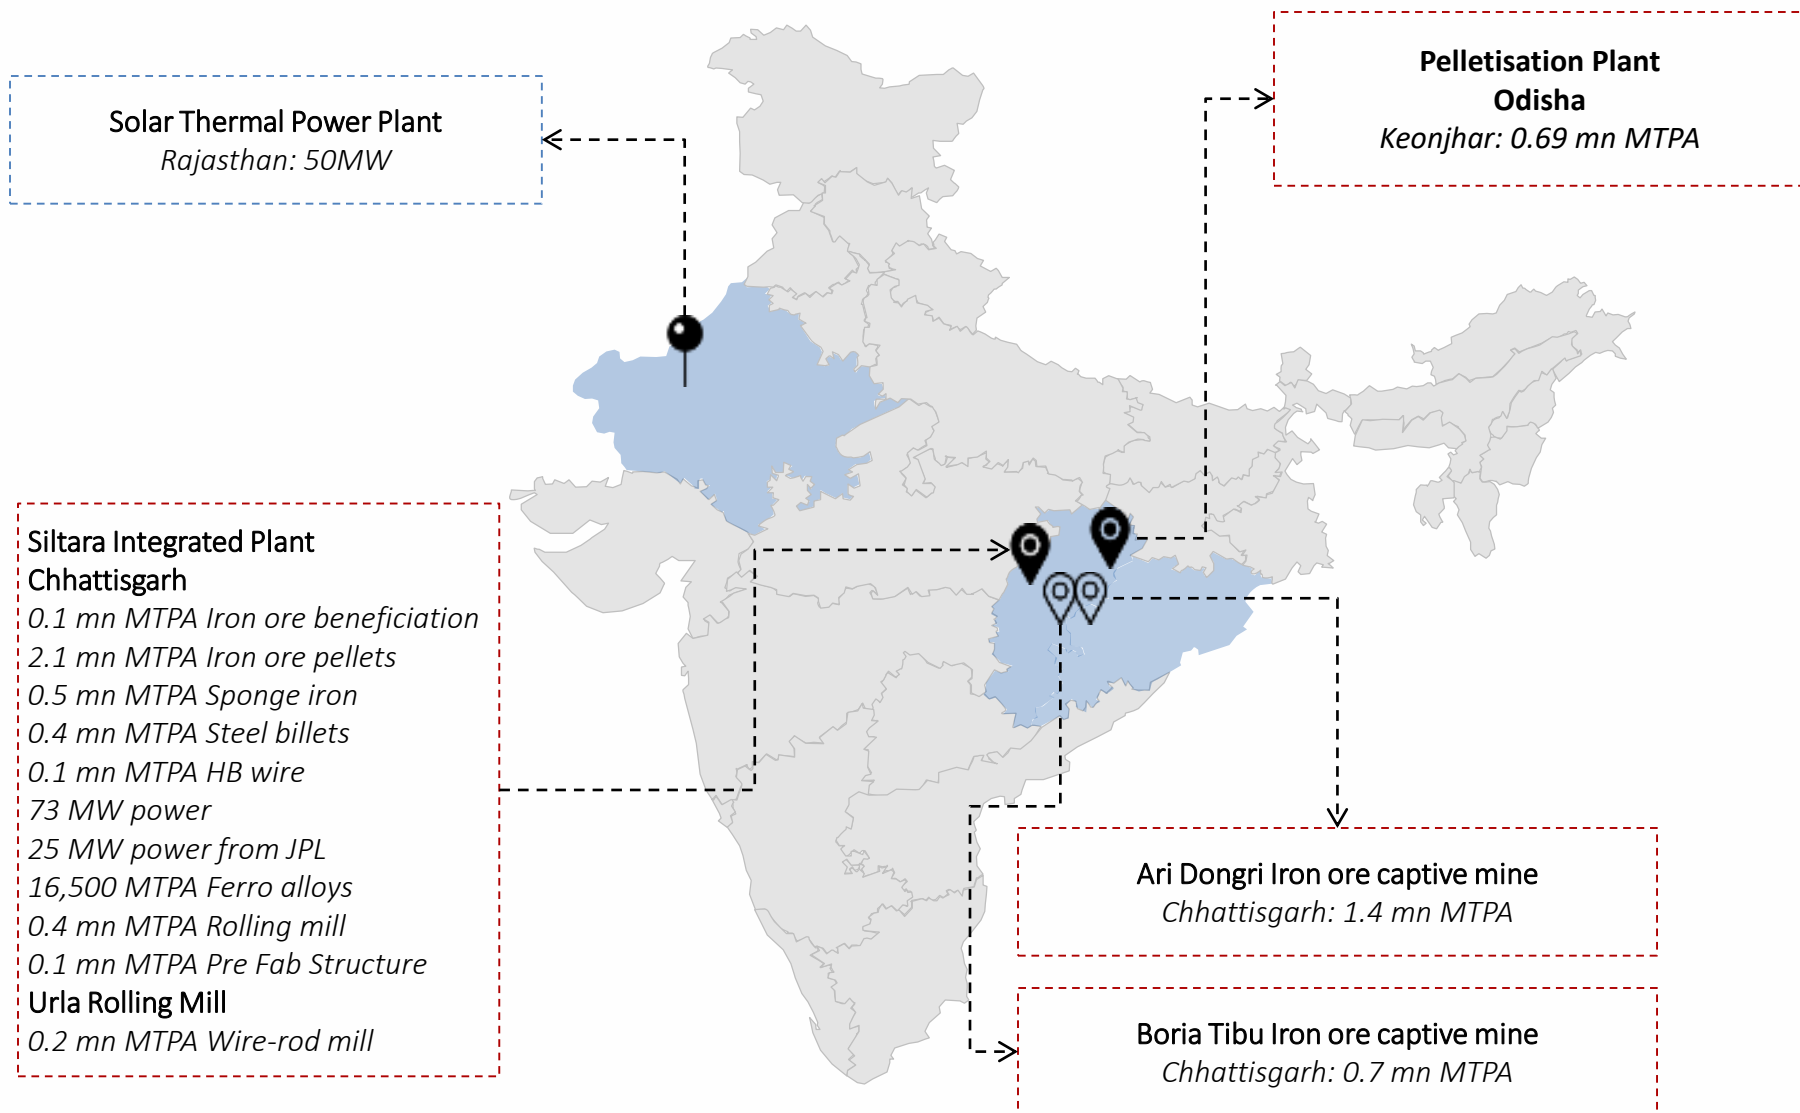 Solar Thermal Power Plant
Rajasthan: 50MW
Pelletisation Plant
Odisha
Keonjhar: 0.69 mn MTPA
Siltara Integrated Plant
Chhattisgarh
0.1 mn MTPA Iron ore beneficiation
2.1 mn MTPA Iron ore pellets
0.5 mn MTPA Sponge iron
0.4 mn MTPA Steel billets
0.1 mn MTPA HB wire
73 MW power
25 MW power from JPL
16,500 MTPA Ferro alloys
0.4 mn MTPA Rolling mill
0.1 mn MTPA Pre Fab Structure
Urla Rolling Mill
0.2 mn MTPA Wire-rod mill
Ari Dongri Iron ore captive mine
Chhattisgarh: 1.4 mn MTPA
Boria Tibu Iron ore captive mine
Chhattisgarh: 0.7 mn MTPA